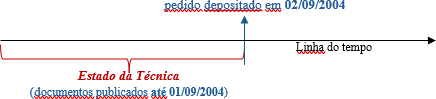 pedido depositado em 02/09/2004
Linha do tempo
Estado da Técnica
(documentos publicados até 01/09/2004)